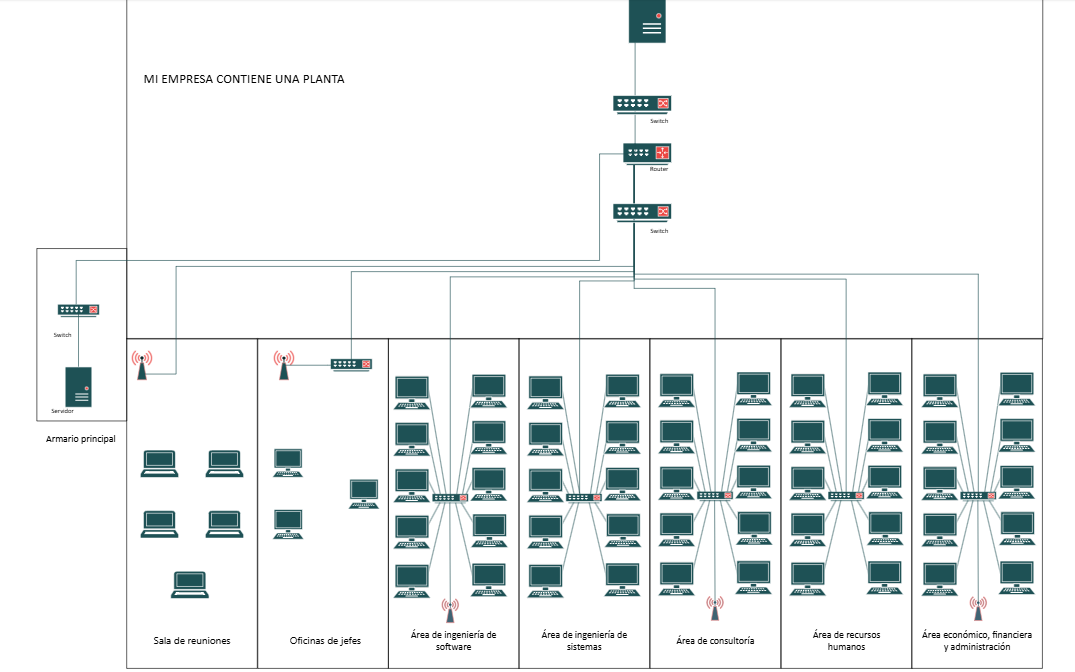 MI EMPRESA CONTIENE UNA PLANTA
Switch
Router
Switch
Switch
Servidor
Armario principal
Sala de reuniones
Oficinas de jefes
Área de ingeniería de
software
Área de ingeniería de
sistemas
Área de consultoría
Área de recursos
humanos
Área económico, financiera
y administración